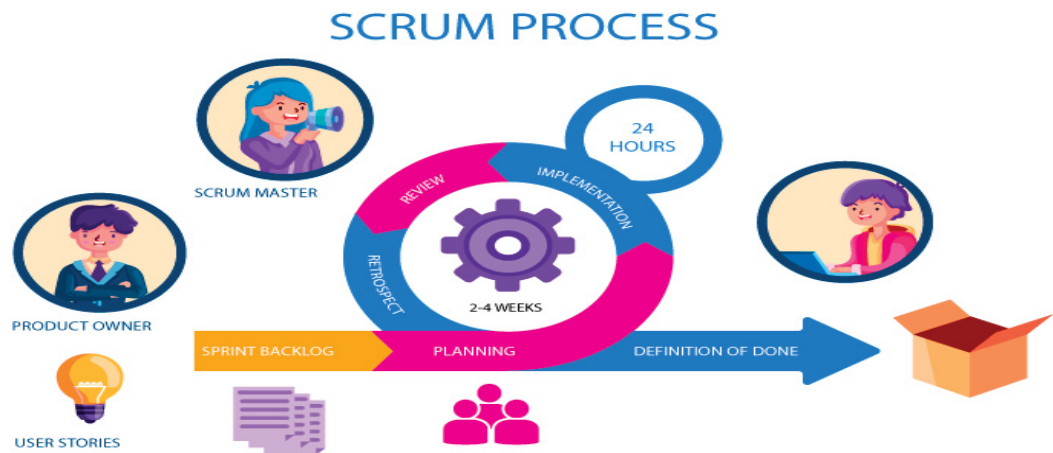 SCRUM PROCESS
SCRUM MASTER
PRODUCT OWNER
USER STORIES
SPRINT BACKLOG
PLANNING
IMPLEMENTATION
REVIEW
RETROSPECT
2-4 WEEKS
24
HOURS
DEFINITION OF DONE